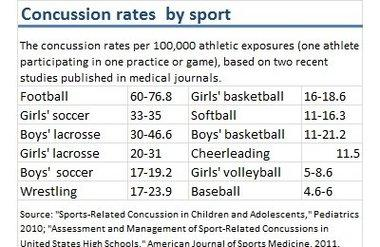 Concussion rates by sport
The concussion rates per 100,000 athletic exposures (one athlete
participating in one practice or game), based on two recent
studies published in medical journals.
Football 60-76.8 Girls' basketball 16-18.6
Girls' soccer 33-35 Softball 11-16.3
Boys' lacrosse 30-46.6 Boys' basketball 11-21.2
Girls' lacrosse 20-31 Cheerleading 11.5
Boys' soccer 17-19.2 Girls' volleyball 5-8.6
Wrestling 17-23.9 Baseball 4.6-6
Source: "Sports-Related Concussion in Children and Adolescents," Pediatrics
2010; "Assessment and Management of Sport-Related Concussions in
United States High Schools," American Journal of Sports Medicine, 2011.